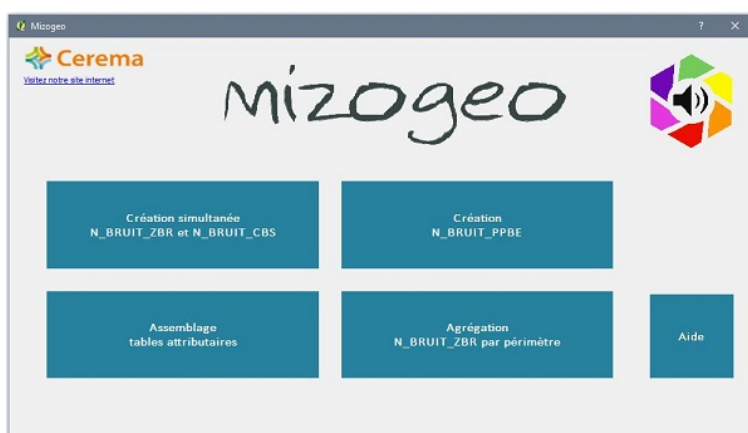 Mizogeo
Cerema
Visitez notre site internet
mizogeo
Création simultanée
N_BRUIT_ZBR et N_BRUIT_CBS
Création
N_BRUIT_PPBE
Assemblage
tables attributaires
Agrégation
N_BRUIT_ZBR par périmètre
Aide